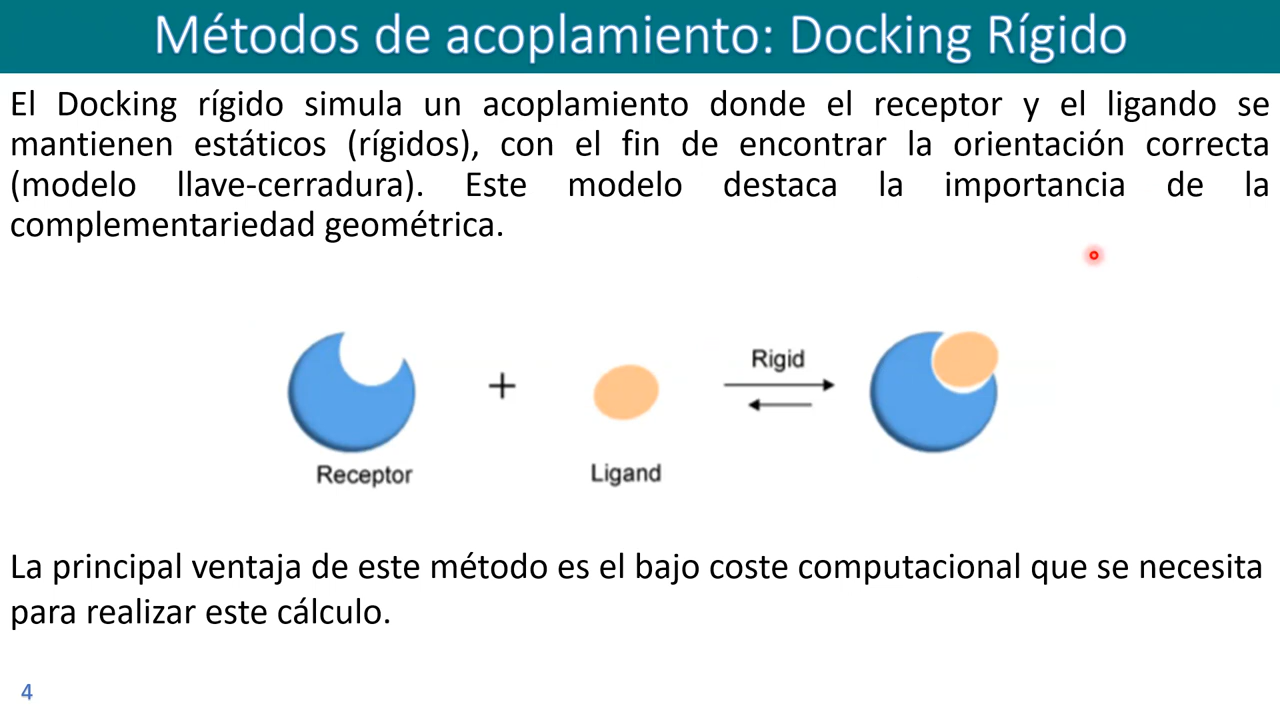 Métodos de acoplamiento: Docking Rígido
El Docking rígido simula un acoplamiento donde el receptor y el ligando se
mantienen estáticos (rígidos), con el fin de encontrar la orientación correcta
(modelo llave-cerradura). Este modelo destaca la importancia de la
complementariedad geométrica.
+
Rigid
Receptor
Ligand
La principal ventaja de este método es el bajo coste computacional que se necesita
para realizar este cálculo.
4